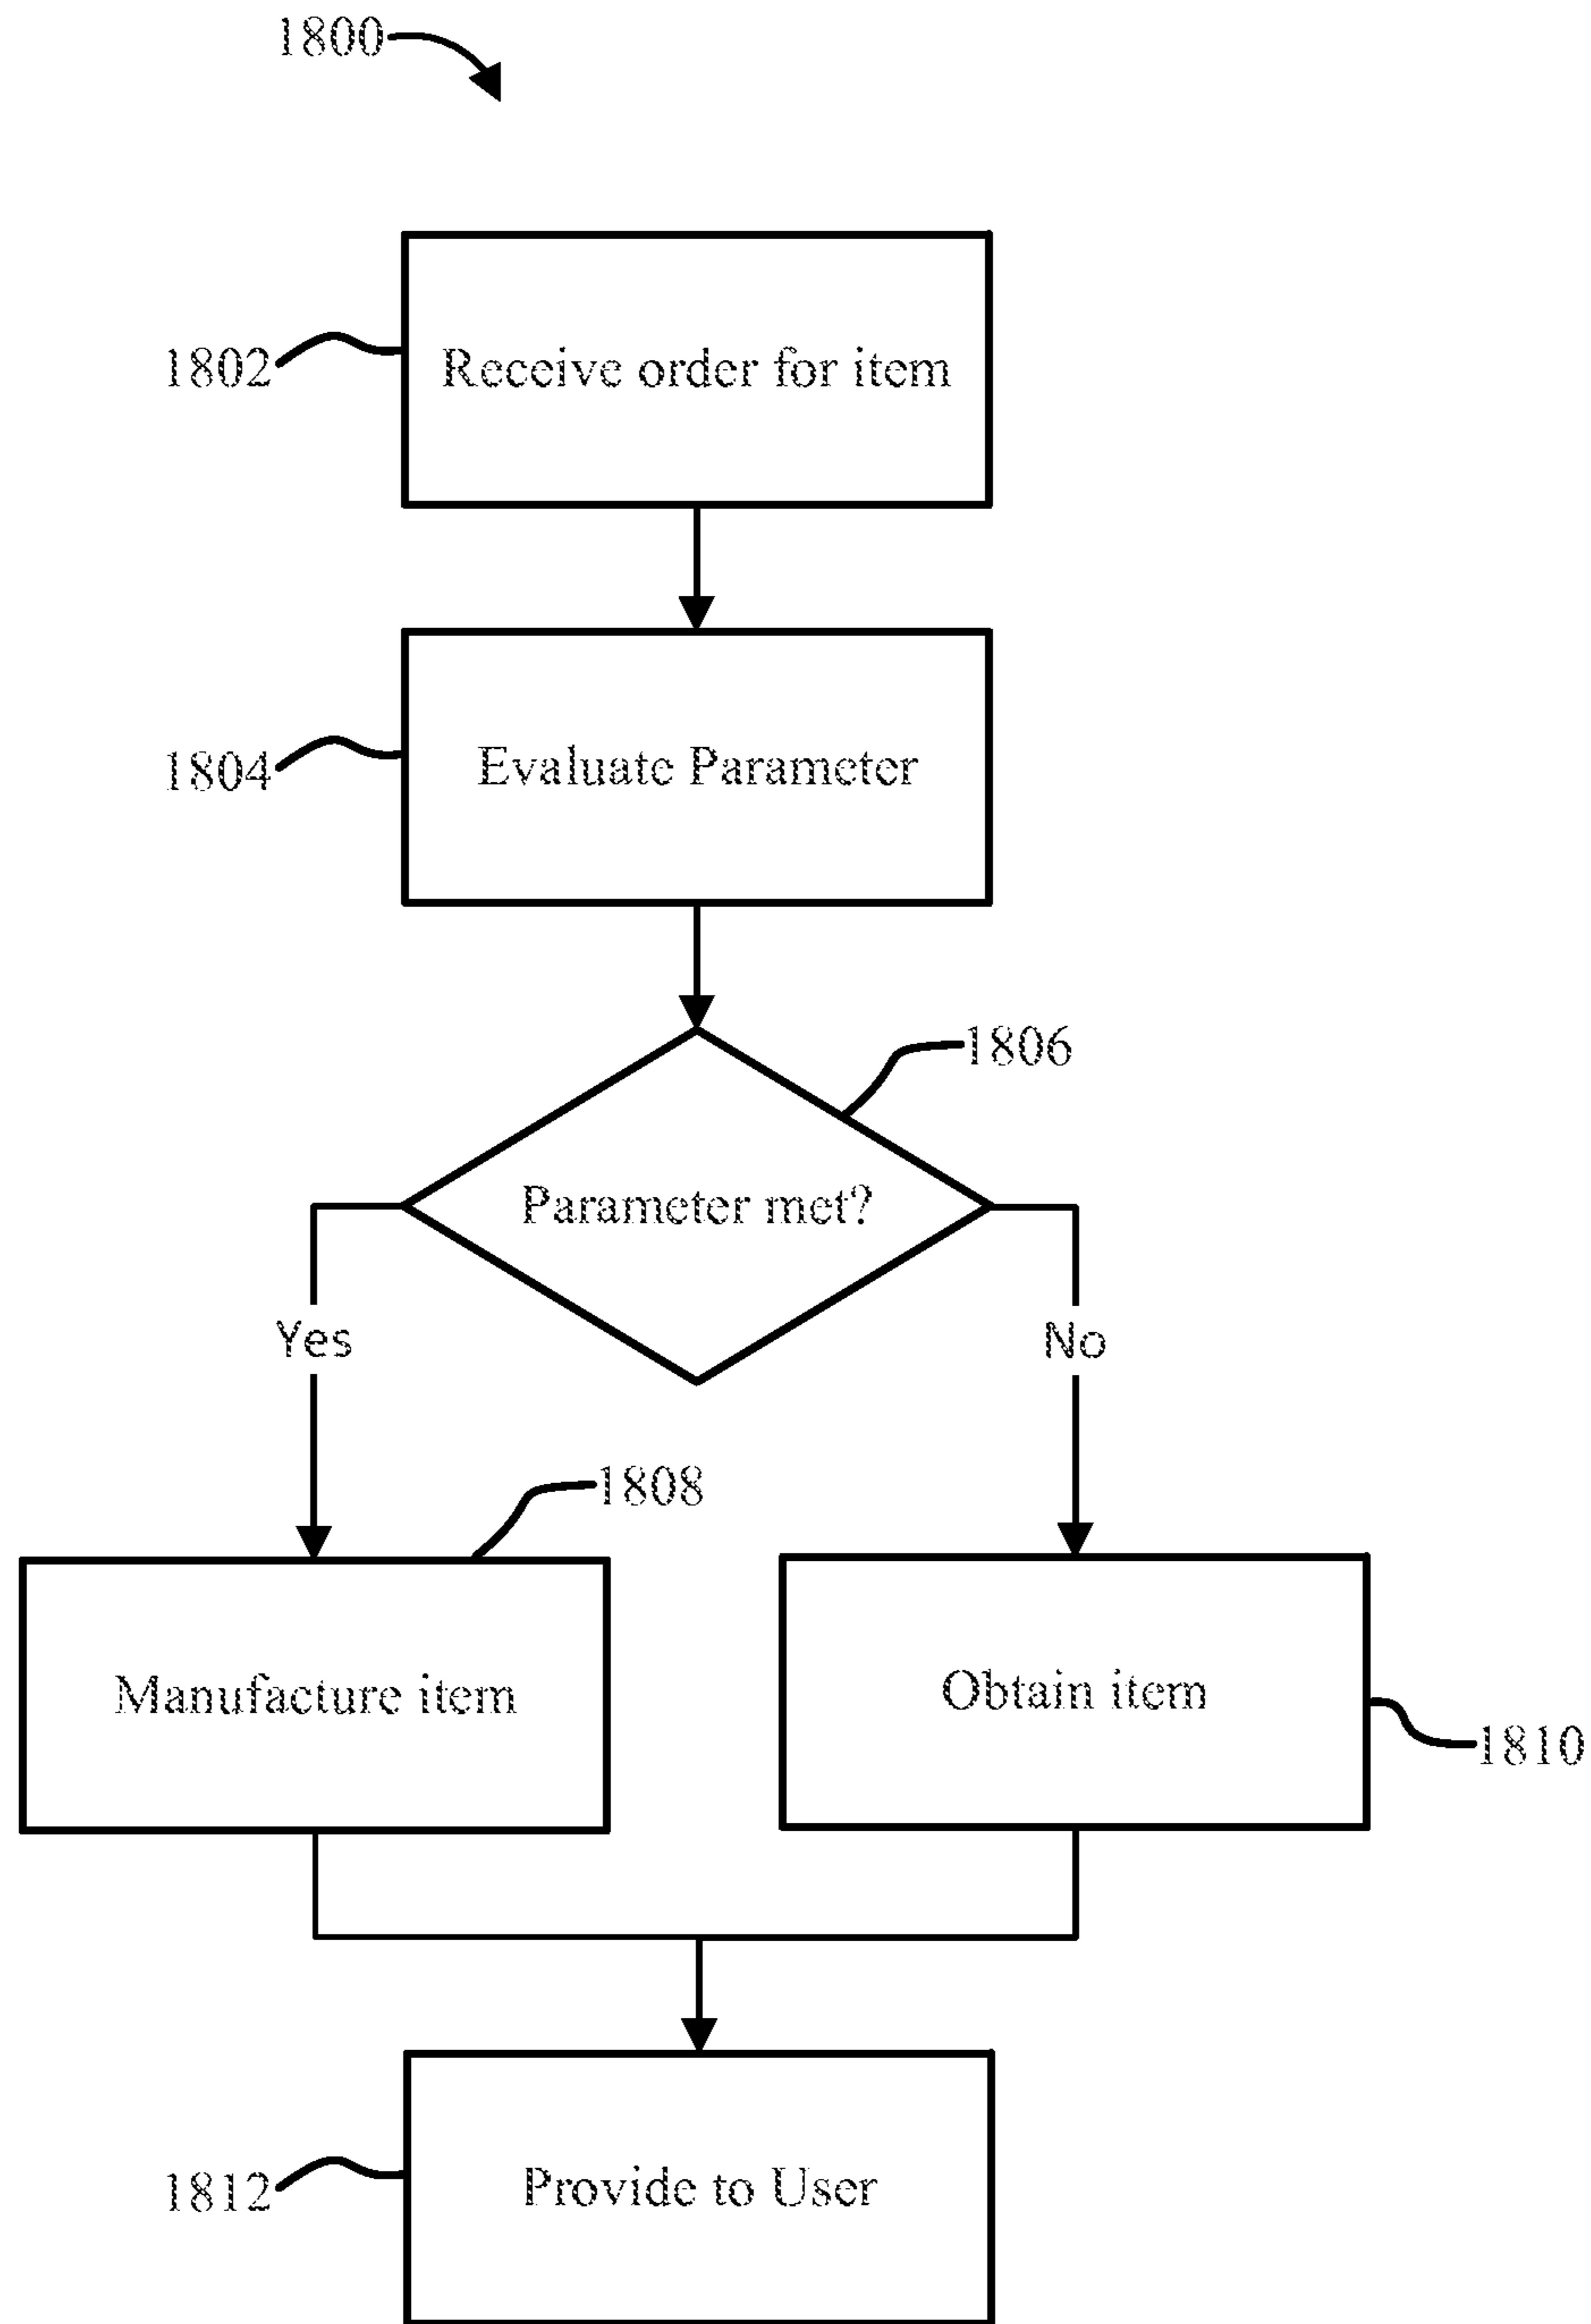 1800
1802
Receive order for item
1804
Evaluate Parameter
1806
Parameter met?
Yes
No
1808
Manufacture item
Obtain item
1810
1812
Provide to User